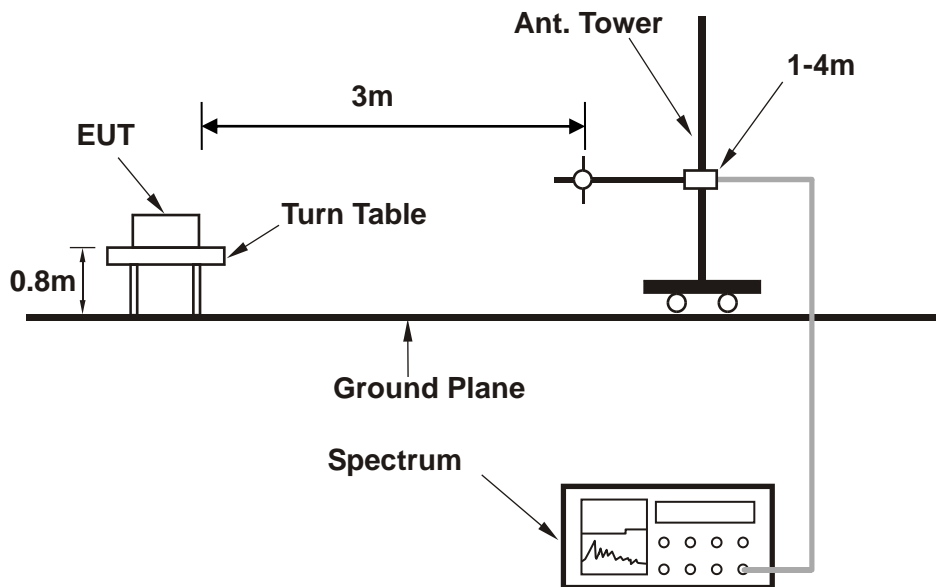 Ant. Tower
1-4m
3m
EUT
Turn Table
0.8m
Ground Plane
Spectrum